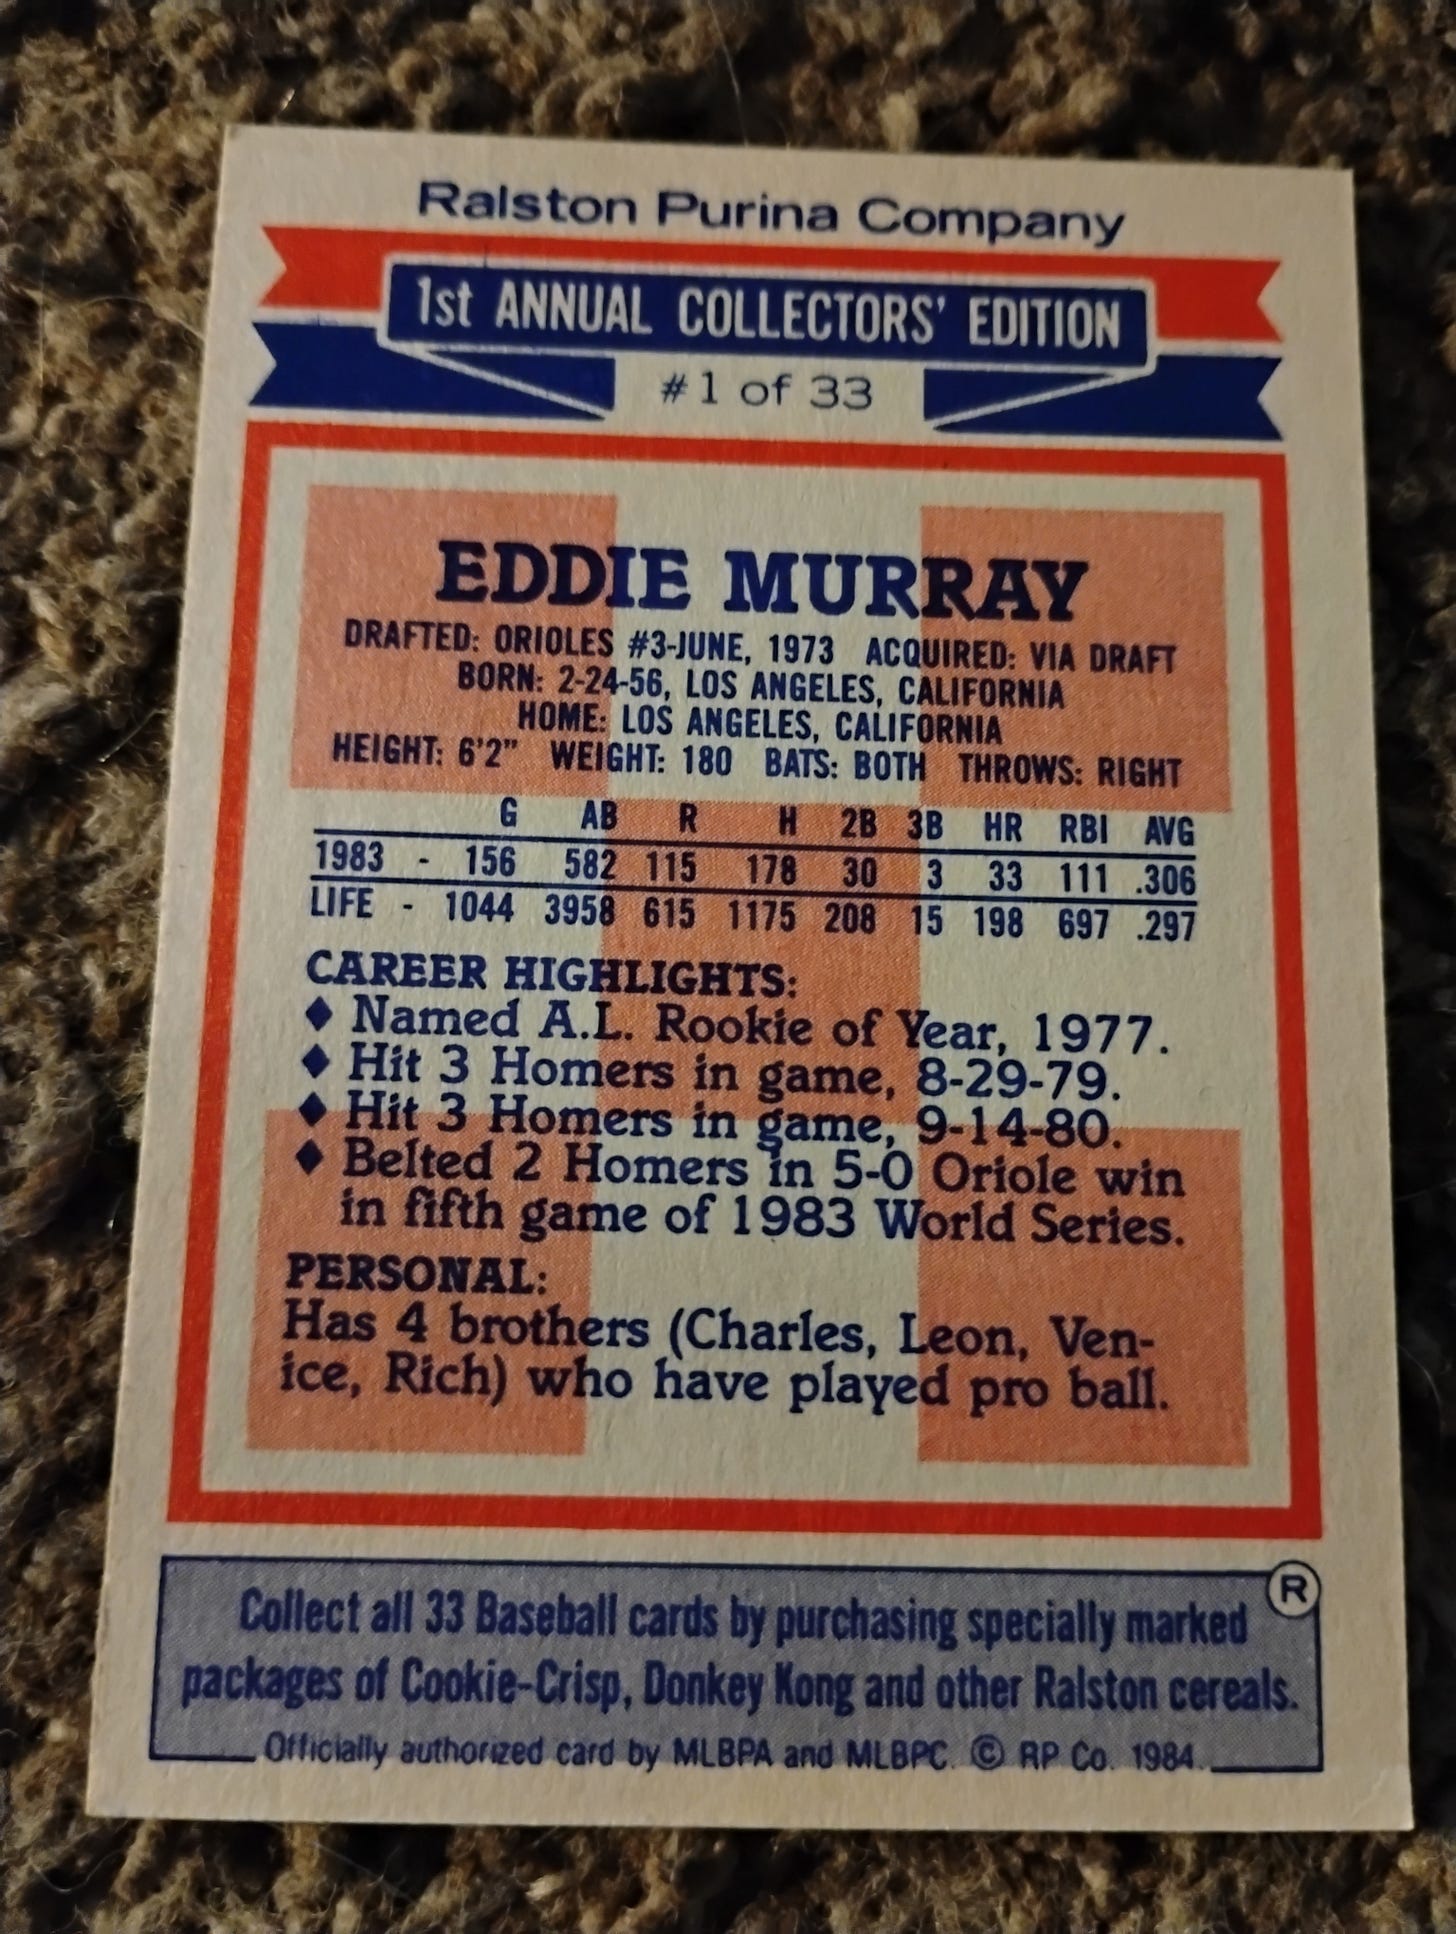 Ralston Purina Company
1st ANNUAL COLLECTORS' EDITION
#1 of 33
EDDIE MURRAY
DRAFTED: ORIOLES #3-JUNE, 1973 ACQUIRED: VIA DRAFT
BORN: 2-24-56, LOS ANGELES, CALIFORNIA
HOME: LOS ANGELES, CALIFORNIA
HEIGHT: 6'2" WEIGHT: 180 BATS: BOTH THROWS: RIGHT
G AB R H 2B 3B HR RBI AVG
1983 - 156 582 115 178 30 3 33 111 .306
LIFE - 1044 3958 615 1175 208 15 198 697 .297
CAREER HIGHLIGHTS:
♦ Named A.L. Rookie of Year, 1977.
♦ Hit 3 Homers in game, 8-29-79.
♦ Hit 3 Homers in game, 9-14-80.
♦ Belted 2 Homers in 5-0 Oriole win
in fifth game of 1983 World Series.
PERSONAL:
Has 4 brothers (Charles, Leon, Ven-
ice, Rich) who have played pro ball.
®
Collect all 33 Baseball cards by purchasing specially marked
packages of Cookie-Crisp, Donkey Kong and other Ralston cereals.
Officially authorized card by MLBPA and MLBPC. © RP Co. 1984.